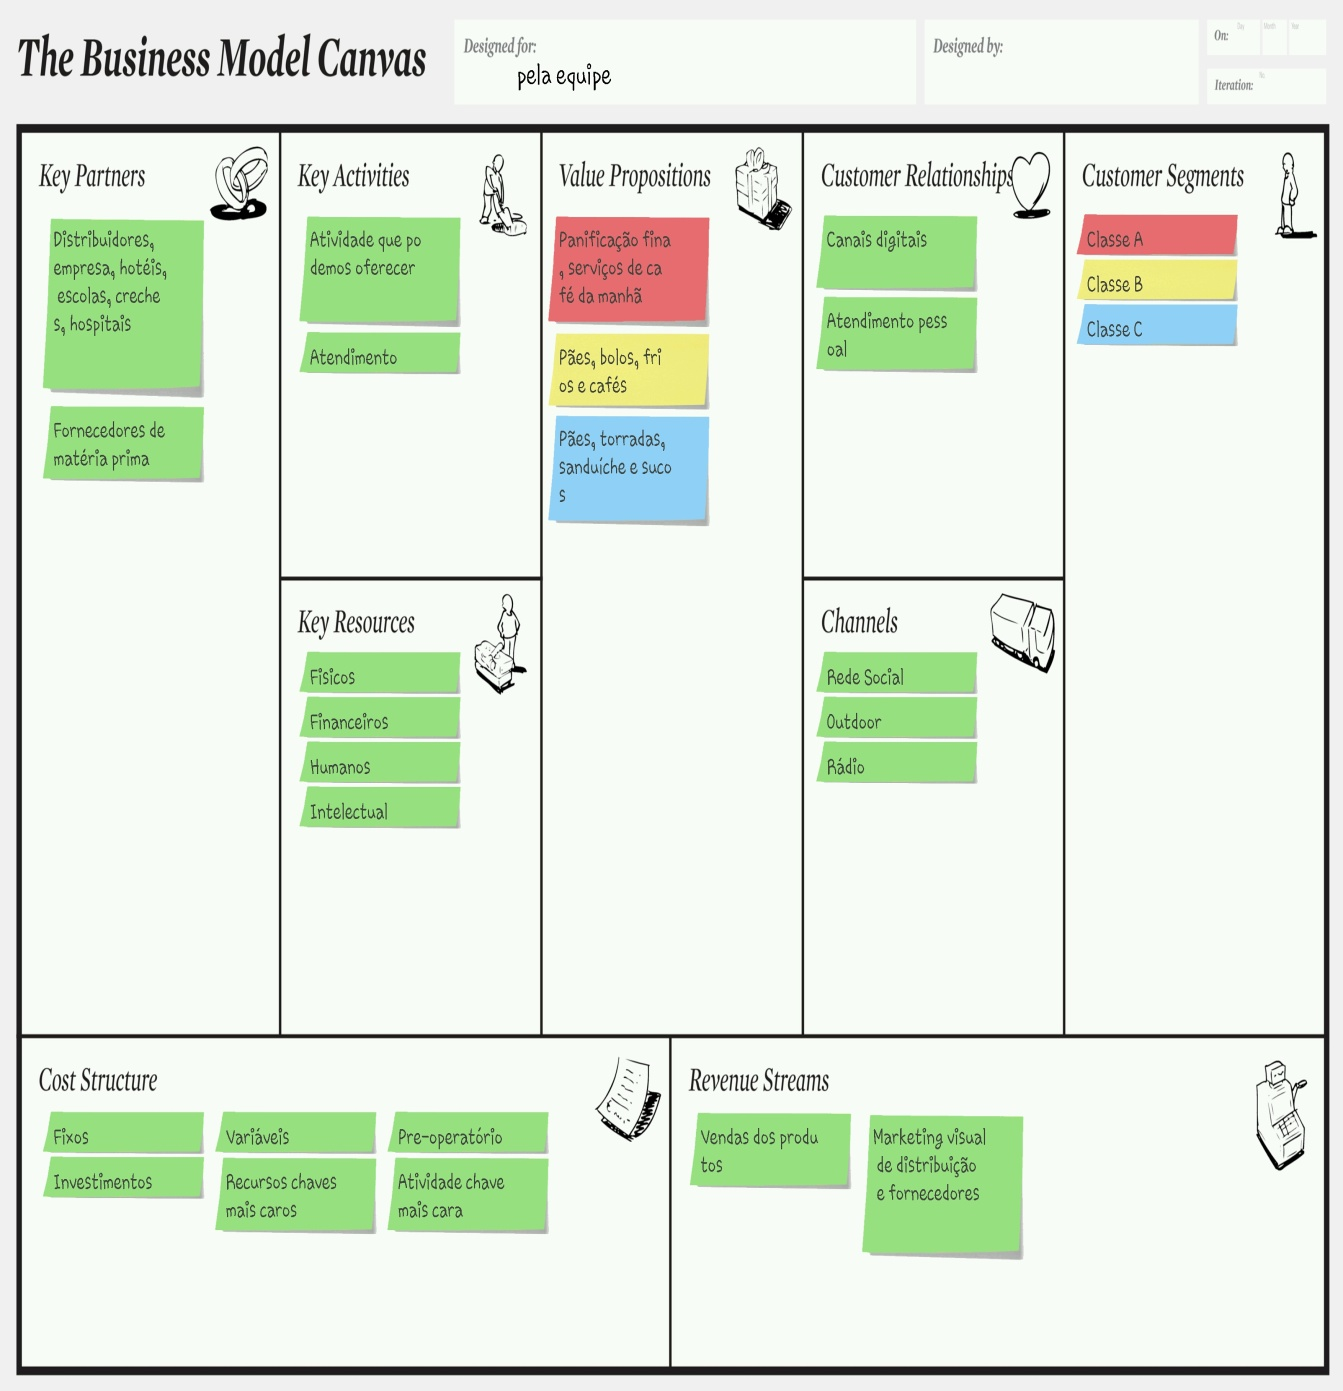 The Business Model Canvas
Designed for:
pela equipe
Designed by:
On:
Day
Month
Year
Iteration:
No
Key Partners
Distribuidores,
empresa, hotéis,
escolas, creche
s, hospitais
Fornecedores de
matéria prima
Key Activities
Atividade que po
demos oferecer
Atendimento
Key Resources
Fisicos
Financeiros
Humanos
Intelectual
Value Propositions
Panificação fina
, serviços de ca
fé da manhã
Pães, bolos, fri
os e cafés
Pães, torradas,
sanduíche e suco
s
Customer Relationships
Canais digitais
Atendimento pess
oal
Channels
Rede Social
Outdoor
Rádio
Customer Segments
Classe A
Classe B
Classe C
Cost Structure
Fixos
Variáveis
Pre-operatório
Investimentos
Recursos chaves
mais caros
Atividade chave
mais cara
Revenue Streams
Vendas dos produ
tos
Marketing visual
de distribuição
e fornecedores